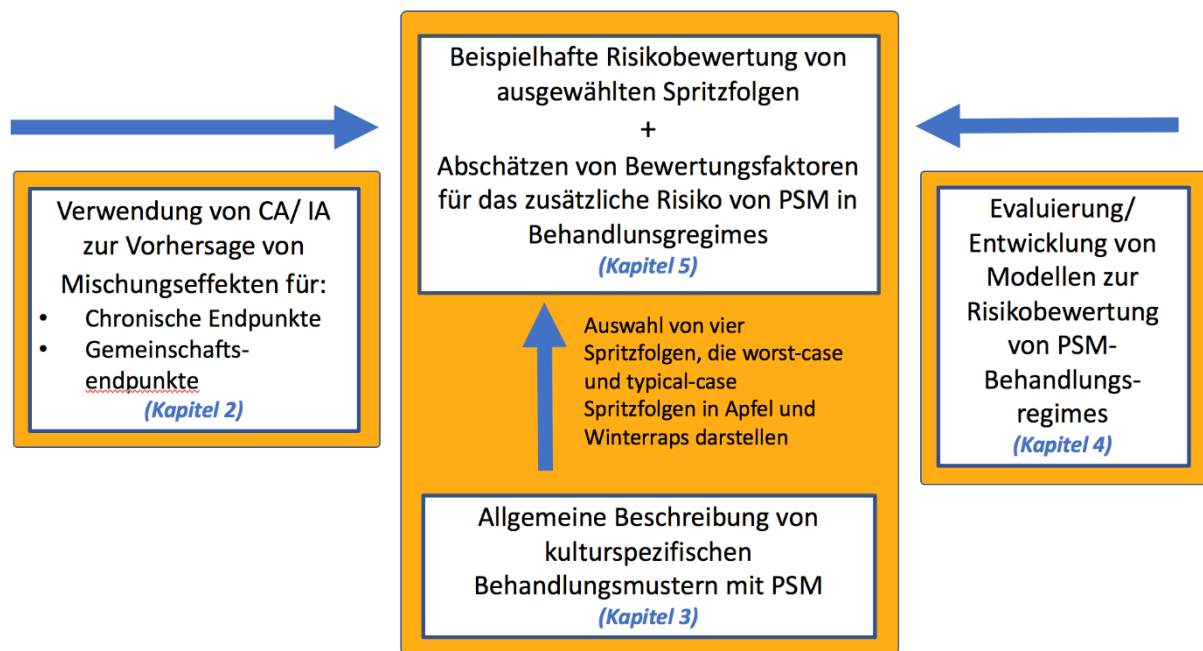 Verwendung von CA/ IA
zur Vorhersage von
Mischungseffekten für:
• Chronische Endpunkte
• Gemeinschafts-
endpunkte
(Kapitel 2)
Beispielhafte Risikobewertung von
ausgewählten Spritzfolgen
+
Abschätzen von Bewertungsfaktoren
für das zusätzliche Risiko von PSM in
Behandlunsgregimes
(Kapitel 5)
Auswahl von vier
Spritzfolgen, die worst-case
und typical-case
Spritzfolgen in Apfel und
Winterraps darstellen
Allgemeine Beschreibung von
kulturspezifischen
Behandlungsmustern mit PSM
(Kapitel 3)
Evaluierung/
Entwicklung von
Modellen zur
Risikobewertung
von PSM-
Behandlungs-
regimes
(Kapitel 4)